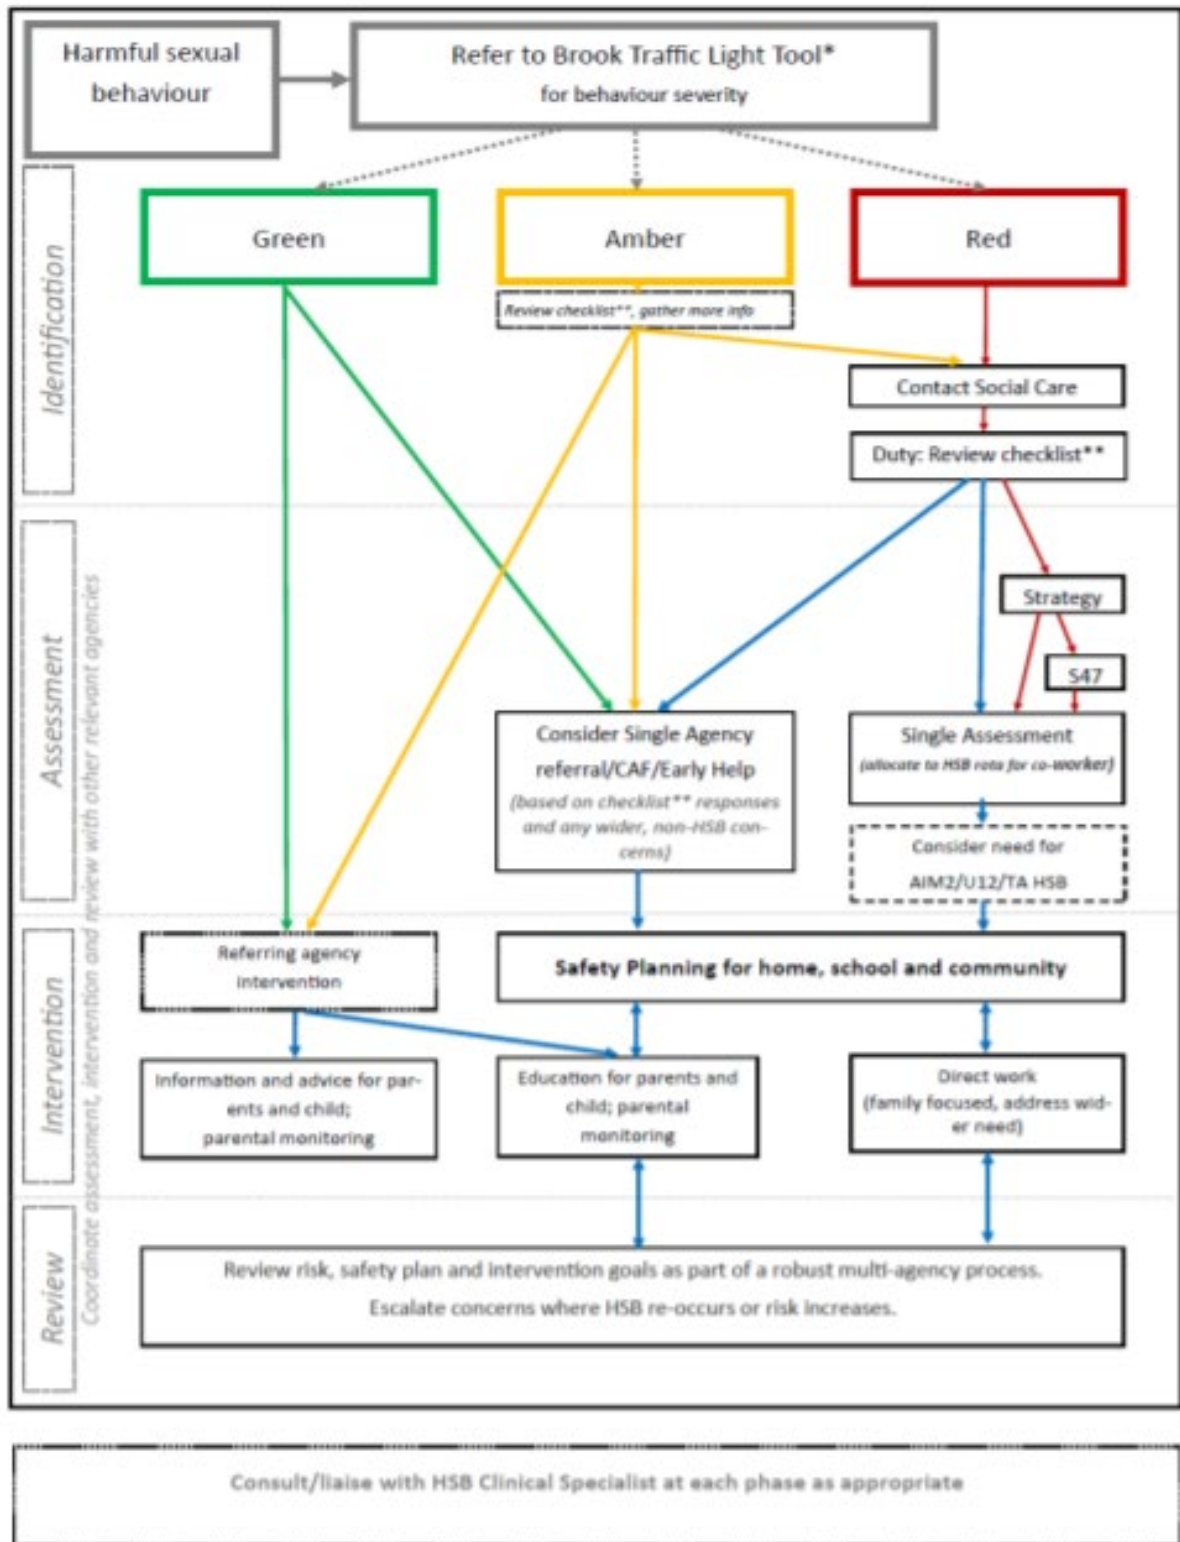 Harmful sexual
behaviour
Refer to Brook Traffic Light Tool*
for behaviour severity
Identification
Green
Amber
Red
Review checklist**, gather more info
Contact Social Care
Duty: Review checklist**
Assessment
Coordinate assessment, intervention and review with other relevant agencies
Strategy
S47
Consider Single Agency
referral/CAF/Early Help
(based on checklist** responses
and any wider, non-HSB con-
cerns)
Single Assessment
(allocate to HSB rota for co-worker)
Consider need for
AIM2/U12/TA HSB
Intervention
Referring agency
intervention
Safety Planning for home, school and community
Information and advice for par-
ents and child;
parental monitoring
Education for parents and
child; parental
monitoring
Direct work
(family focused, address wid-
er need)
Review
Review risk, safety plan and intervention goals as part of a robust multi-agency process.
Escalate concerns where HSB re-occurs or risk increases.
Consult/liaise with HSB Clinical Specialist at each phase as appropriate